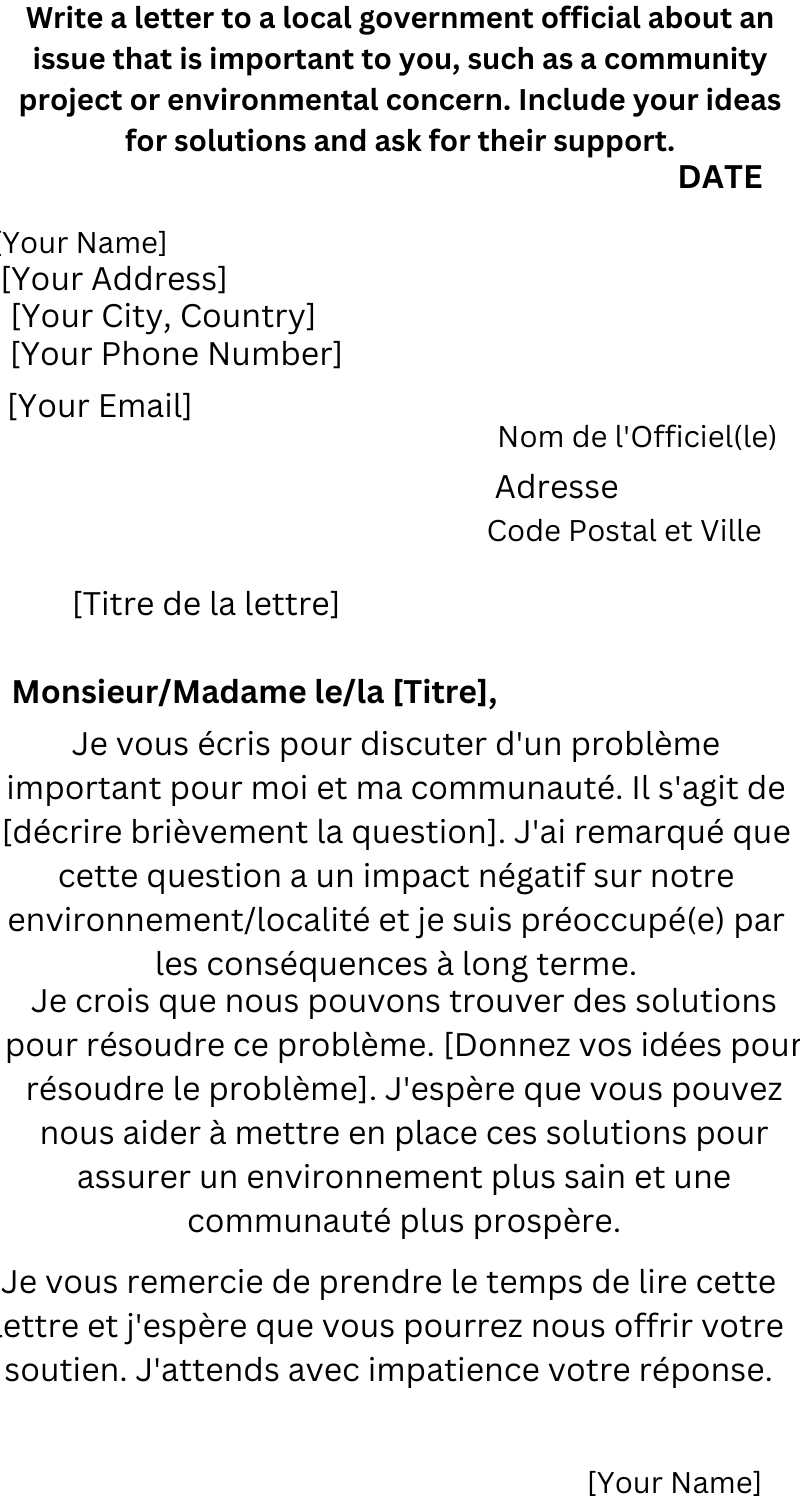 Write a letter to a local government official about an
issue that is important to you, such as a community
project or environmental concern. Include your ideas
for solutions and ask for their support.
DATE
[Your Name]
[Your Address]
[Your City, Country]
[Your Phone Number]
[Your Email]
Nom de l'Officiel(le)
Adresse
Code Postal et Ville
[Titre de la lettre]
Monsieur/Madame le/la [Titre],
Je vous écris pour discuter d'un problème
important pour moi et ma communauté. Il s'agit de
[décrire brièvement la question]. J'ai remarqué que
cette question a un impact négatif sur notre
environnement/localité et je suis préoccupé(e) par
les conséquences à long terme.
Je crois que nous pouvons trouver des solutions
pour résoudre ce problème. [Donnez vos idées pour
résoudre le problème]. J'espère que vous pouvez
nous aider à mettre en place ces solutions pour
assurer un environnement plus sain et une
communauté plus prospère.
Je vous remercie de prendre le temps de lire cette
lettre et j'espère que vous pourrez nous offrir votre
soutien. J'attends avec impatience votre réponse.
[Your Name]